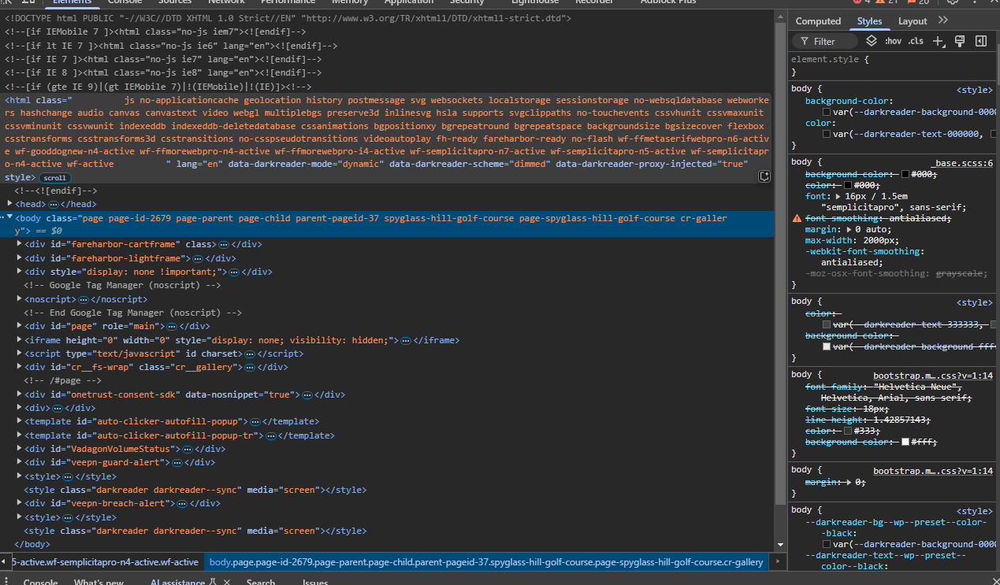 Elements Console Sources Network Performance Memory Application Security Lighthouse Recorder Adblock Plus 4 21 20
<!DOCTYPE html PUBLIC "-//W3C//DTD XHTML 1.0 Strict//EN" "http://www.w3.org/TR/xhtml1/DTD/xhtml1-strict.dtd">
<!--[if IEMobile 7 ]><html class="no-js iem7"><![endif]-->
<!--[if lt IE 7 ]><html class="no-js ie6" lang="en"><![endif]-->
<!--[if IE 7 ]><html class="no-js ie7" lang="en"><![endif]-->
<!--[if IE 8 ]><html class="no-js ie8" lang="en"><![endif]-->
<!--[if (gte IE 9)|(gt IEMobile 7)|!(IEMobile)|!(IE)]><!-->
<html class=" js no-applicationcache geolocation history postmessage svg websockets localstorage sessionstorage no-websqldatabase webworke
rs hashchange audio canvas canvastext video webgl multiplebgs preserve3d inlinesvg hsla supports svgclippaths no-touchevents cssvhunit cssvmaxunit
cssvminunit cssvwunit indexeddb indexeddb-deletedatabase cssanimations bgpositionxy bgrepeatround bgrepeatspace backgroundsize bgsizecover flexbox
csstransforms csstransforms3d csstransitions no-csspseudotransitions videoautoplay fh-ready fareharbor-ready no-flash wf-ffmetaserifwebpro-n6-activ
e wf-gooddognew-n4-active wf-ffmorewebpro-n4-active wf-ffmorewebpro-i4-active wf-semplicitapro-n7-active wf-semplicitapro-n5-active wf-semplicitapr
o-n4-active wf-active " lang="en" data-darkreader-mode="dynamic" data-darkreader-scheme="dimmed" data-darkreader-proxy-injected="true"
style> scroll
<!--<![endif]-->
<head> … </head>
<body class="page page-id-2679 page-parent page-child parent-pageid-37 spyglass-hill-golf-course page-spyglass-hill-golf-course cr-galler
y"> == $0
<div id="fareharbor-cartframe" class> … </div>
<div id="fareharbor-lightframe"> … </div>
<div style="display: none !important;"> … </div>
<!-- Google Tag Manager (noscript) -->
<noscript> … </noscript>
<!-- End Google Tag Manager (noscript) -->
<div id="page" role="main"> … </div>
<iframe height="0" width="0" style="display: none; visibility: hidden;"> … </iframe>
<script type="text/javascript" id charset> … </script>
<div id="cr__fs-wrap" class="cr__gallery"> … </div>
<!-- /#page -->
<div id="onetrust-consent-sdk" data-nosnippet="true"> … </div>
<div> … </div>
<template id="auto-clicker-autofill-popup"> … </template>
<template id="auto-clicker-autofill-popup-tr"> … </template>
<div id="VadagonVolumeStatus"> … </div>
<div id="veepn-guard-alert"> … </div>
<style> … </style>
<style class="darkreader darkreader--sync" media="screen"></style>
<div id="veepn-breach-alert"> … </div>
<style> … </style>
<style class="darkreader darkreader--sync" media="screen"></style>
</body>
5-active.wf-semplicitapro-n4-active.wf-active body.page.page-id-2679.page-parent.page-child.parent-pageid-37.spyglass-hill-golf-course.page-spyglass-hill-golf-course.cr-gallery
Console What's new AI assistance Search Issues
Computed Styles Layout
Filter :hov .cls
element.style {
}
body { <style>
background-color:
var(--darkreader-background-000
color:
var(--darkreader-text-000000,
}
body { _base.scss:6
background-color: #000;
color: #000;
font: 16px / 1.5em
"semplicitapro", sans-serif;
font-smoothing: antialiased;
margin: 0 auto;
max-width: 2000px;
-webkit-font-smoothing:
antialiased;
-moz-osx-font-smoothing: grayscale;
}
body { <style>
color:
var(--darkreader-text-333333,
background-color:
var(--darkreader-background-fff
}
body { bootstrap.m….css?v=1:14
font-family: "Helvetica Neue",
Helvetica, Arial, sans-serif;
font-size: 18px;
line-height: 1.42857143;
color: #333;
background-color: #fff;
}
body { bootstrap.m….css?v=1:14
margin: 0;
}
body { <style>
--darkreader-bg--wp--preset--color-
-black:
var(--darkreader-background-000
--darkreader-text--wp--preset--
color--black: